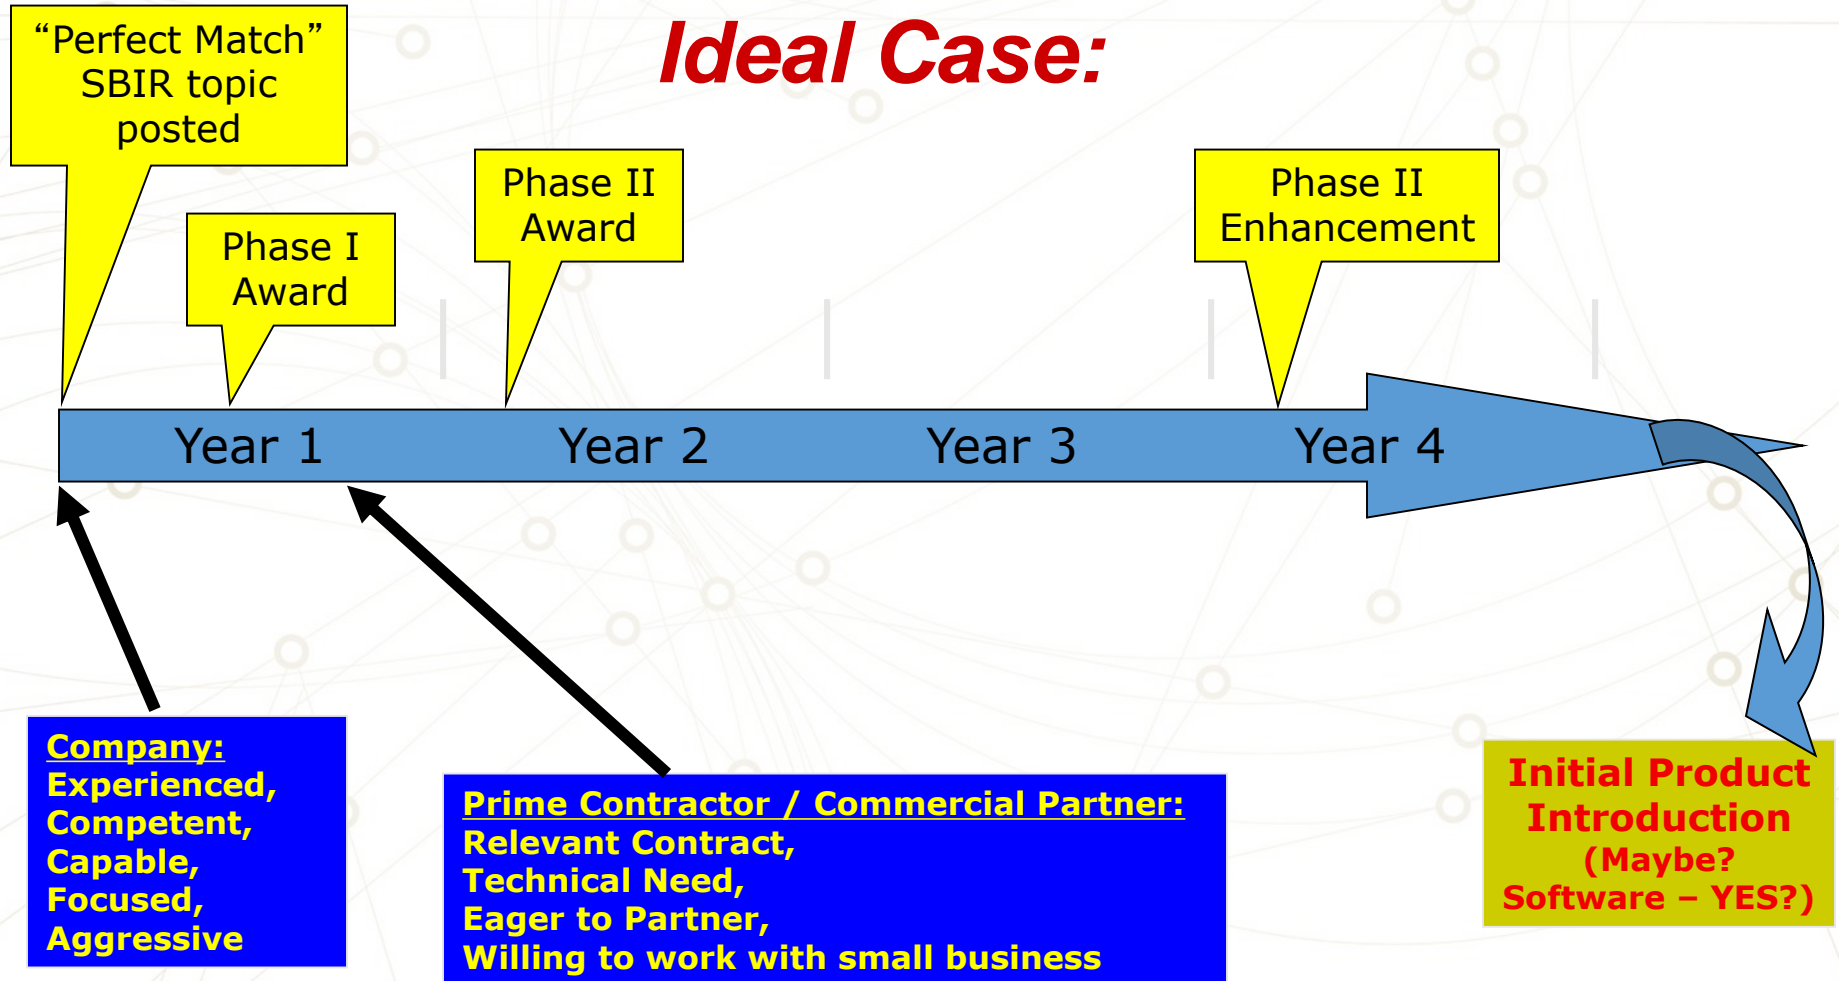 Ideal Case:
“Perfect Match”
SBIR topic
posted
Phase I
Award
Phase II
Award
Phase II
Enhancement
Year 1
Year 2
Year 3
Year 4
Company:
Experienced,
Competent,
Capable,
Focused,
Aggressive
Prime Contractor / Commercial Partner:
Relevant Contract,
Technical Need,
Eager to Partner,
Willing to work with small business
Initial Product
Introduction
(Maybe?
Software – YES?)